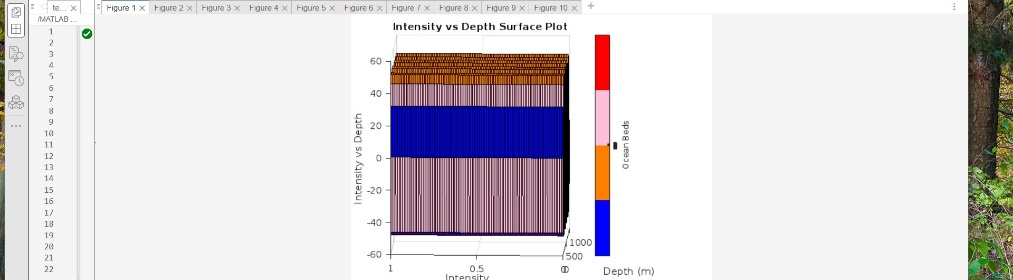 te...
Figure 1
Figure 2
Figure 3
Figure 4
Figure 5
Figure 6
Figure 7
Figure 8
Figure 9
Figure 10
/MATLAB ...
1
2
3
4
5
6
7
8
9
10
11
12
13
14
15
16
17
18
19
20
21
22
Intensity vs Depth Surface Plot
60
40
20
0
-20
-40
-60
Intensity vs Depth
1
0.5
0
Intensity
1000
500
0
Depth (m)
Ocean Beds